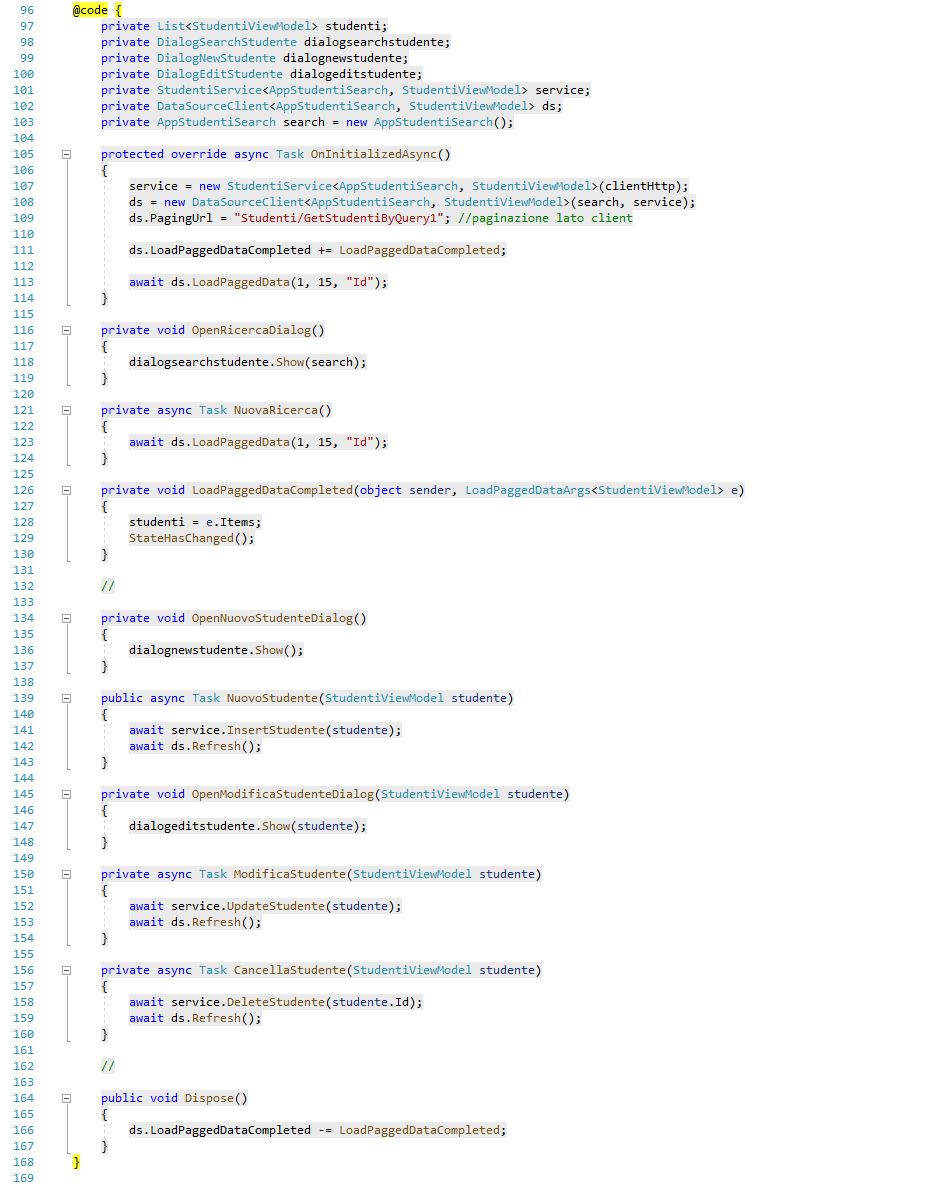 96 @code {
97 private List<StudentiViewModel> studenti;
98 private DialogSearchStudente dialogsearchstudente;
99 private DialogNewStudente dialognewstudente;
100 private DialogEditStudente dialogeditstudente;
101 private StudentiService<AppStudentiSearch, StudentiViewModel> service;
102 private DataSourceClient<AppStudentiSearch, StudentiViewModel> ds;
103 private AppStudentiSearch search = new AppStudentiSearch();
104
105 protected override async Task OnInitializedAsync()
106 {
107 service = new StudentiService<AppStudentiSearch, StudentiViewModel>(clientHttp);
108 ds = new DataSourceClient<AppStudentiSearch, StudentiViewModel>(search, service);
109 ds.PagingUrl = "Studenti/GetStudentiByQuery1"; //paginazione lato client
110
111 ds.LoadPaggedDataCompleted += LoadPaggedDataCompleted;
112
113 await ds.LoadPaggedData(1, 15, "Id");
114 }
115
116 private void OpenRicercaDialog()
117 {
118 dialogsearchstudente.Show(search);
119 }
120
121 private async Task NuovaRicerca()
122 {
123 await ds.LoadPaggedData(1, 15, "Id");
124 }
125
126 private void LoadPaggedDataCompleted(object sender, LoadPaggedDataArgs<StudentiViewModel> e)
127 {
128 studenti = e.Items;
129 StateHasChanged();
130 }
131
132 //
133
134 private void OpenNuovoStudenteDialog()
135 {
136 dialognewstudente.Show();
137 }
138
139 public async Task NuovoStudente(StudentiViewModel studente)
140 {
141 await service.InsertStudente(studente);
142 await ds.Refresh();
143 }
144
145 private void OpenModificaStudenteDialog(StudentiViewModel studente)
146 {
147 dialogeditstudente.Show(studente);
148 }
149
150 private async Task ModificaStudente(StudentiViewModel studente)
151 {
152 await service.UpdateStudente(studente);
153 await ds.Refresh();
154 }
155
156 private async Task CancellaStudente(StudentiViewModel studente)
157 {
158 await service.DeleteStudente(studente.Id);
159 await ds.Refresh();
160 }
161
162 //
163
164 public void Dispose()
165 {
166 ds.LoadPaggedDataCompleted -= LoadPaggedDataCompleted;
167 }
168 }
169